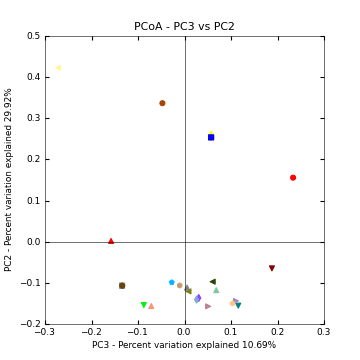 PCoA - PC3 vs PC2
0.5
0.4
0.3
0.2
0.1
0.0
−0.1
−0.2
−0.3 −0.2 −0.1 0.0 0.1 0.2 0.3
PC2 - Percent variation explained 29.92%
PC3 - Percent variation explained 10.69%